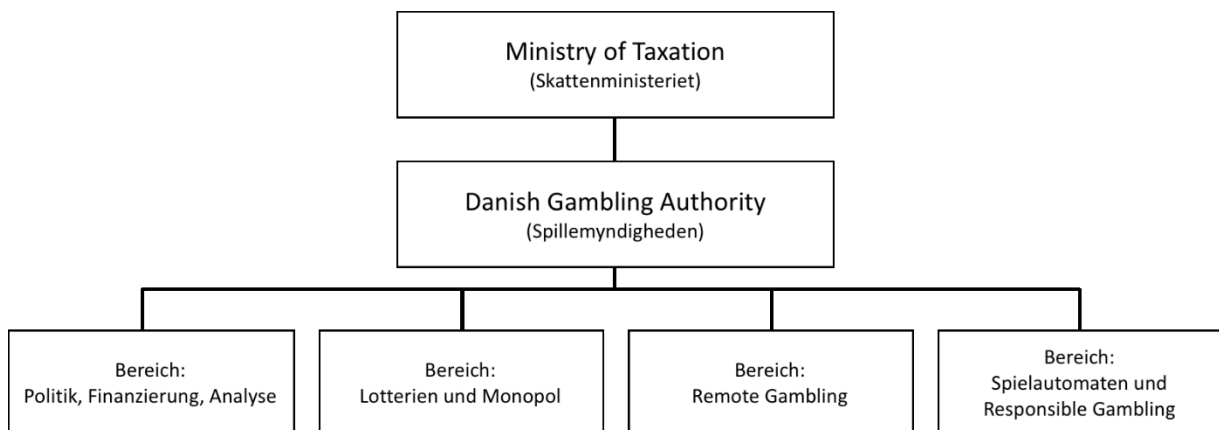 Ministry of Taxation
(Skattenministeriet)
Danish Gambling Authority
(Spillemyndigheden)
Bereich:
Politik, Finanzierung, Analyse
Bereich:
Lotterien und Monopol
Bereich:
Remote Gambling
Bereich:
Spielautomaten und
Responsible Gambling